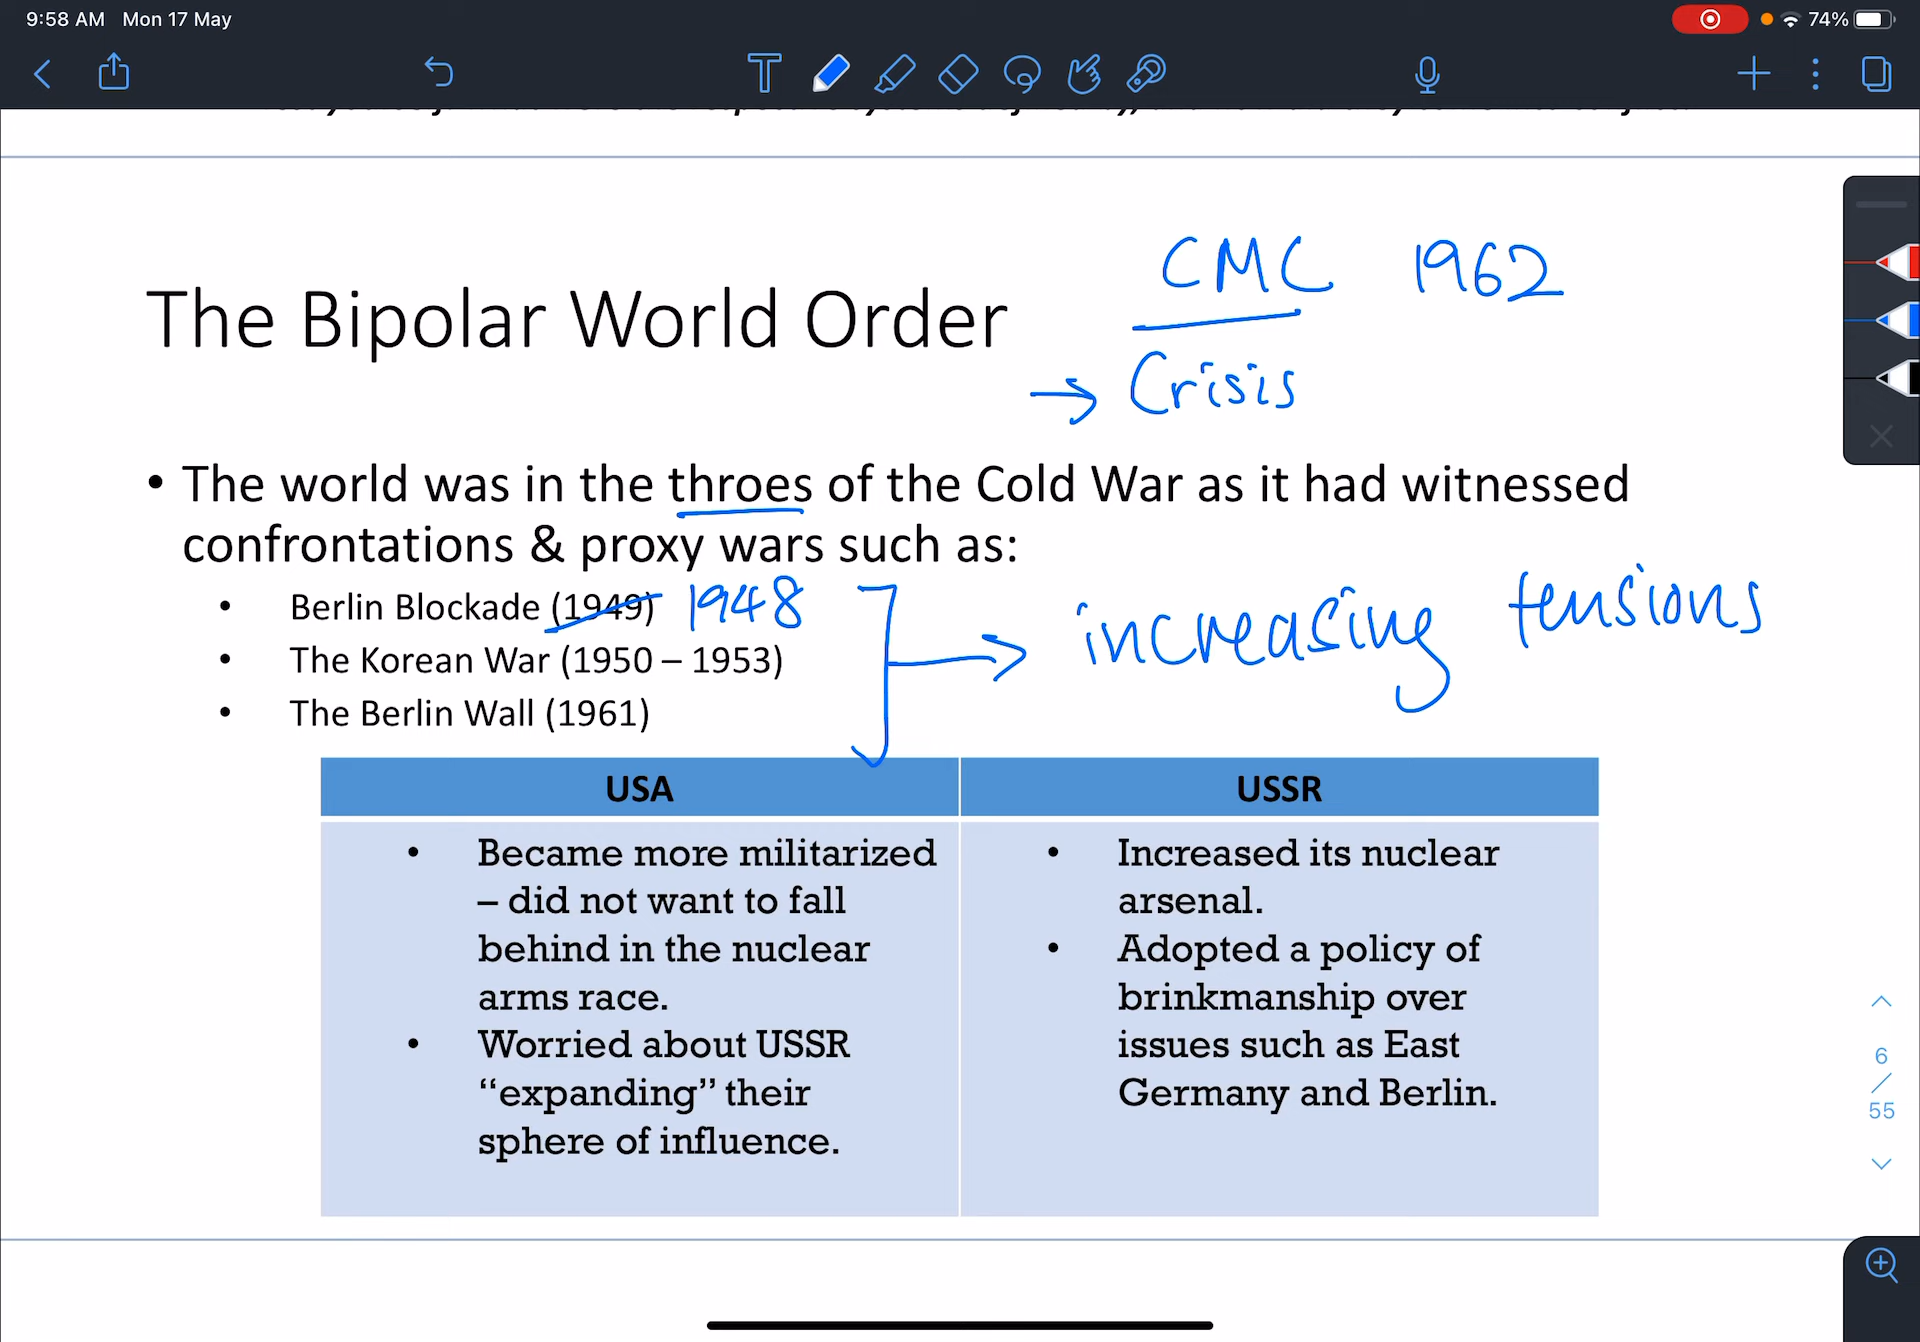 9:58 AM Mon 17 May
74%
CMC 1962
The Bipolar World Order
→ Crisis
• The world was in the throes of the Cold War as it had witnessed
confrontations & proxy wars such as:
• Berlin Blockade (1949) 1948
• The Korean War (1950 – 1953)
→ increasing tensions
• The Berlin Wall (1961)
USA
• Became more militarized
– did not want to fall
behind in the nuclear
arms race.
• Worried about USSR
“expanding” their
sphere of influence.
USSR
• Increased its nuclear
arsenal.
• Adopted a policy of
brinkmanship over
issues such as East
Germany and Berlin.
6
/
55